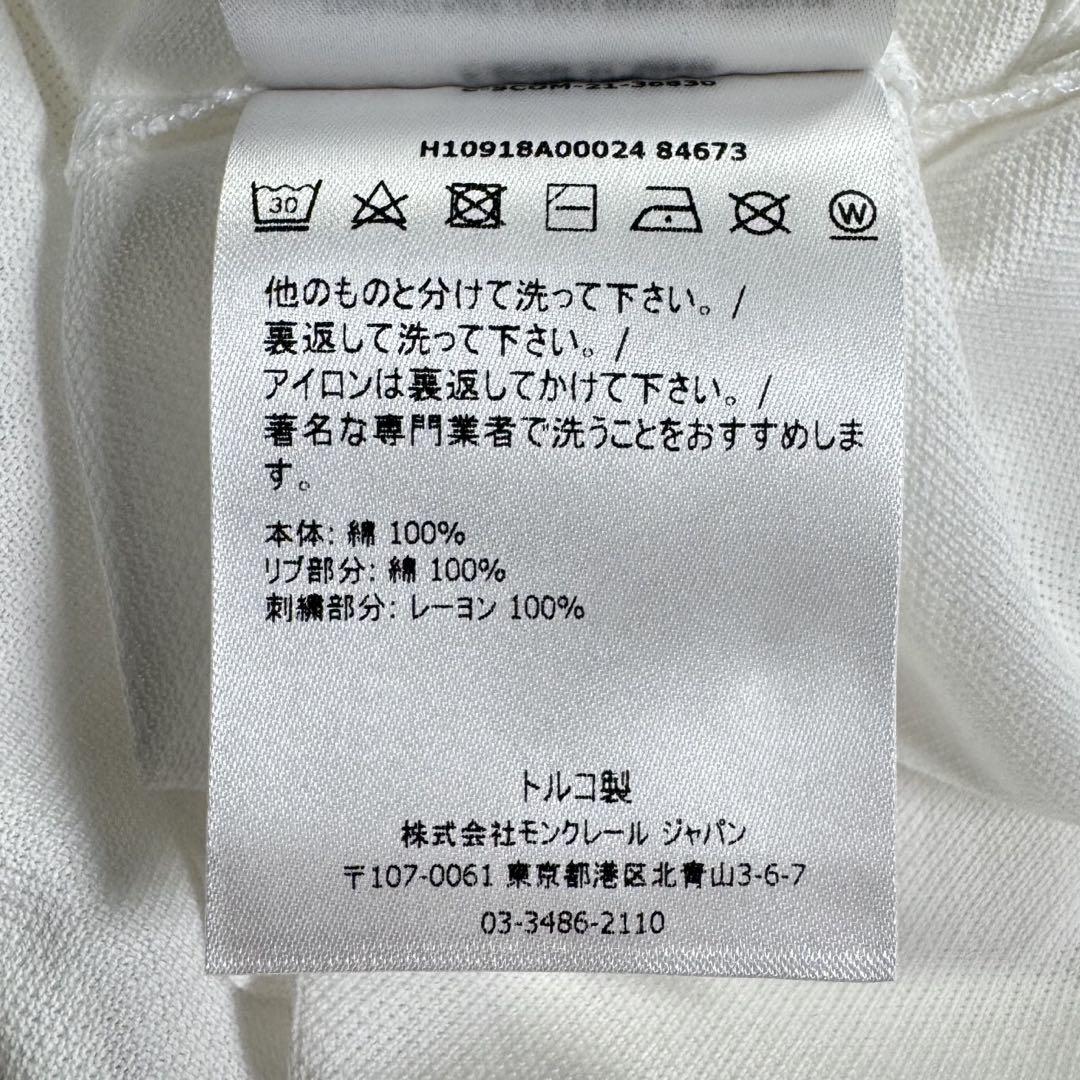 H10918A00024 84673
30
W
他のものと分けて洗って下さい。/
裏返して洗って下さい。/
アイロンは裏返してかけて下さい。/
著名な専門業者で洗うことをおすすめしま
す。
本体: 綿 100%
リブ部分: 綿 100%
刺繍部分: レーヨン 100%
トルコ製
株式会社モンクレール ジャパン
〒107-0061 東京都港区北青山3-6-7
03-3486-2110